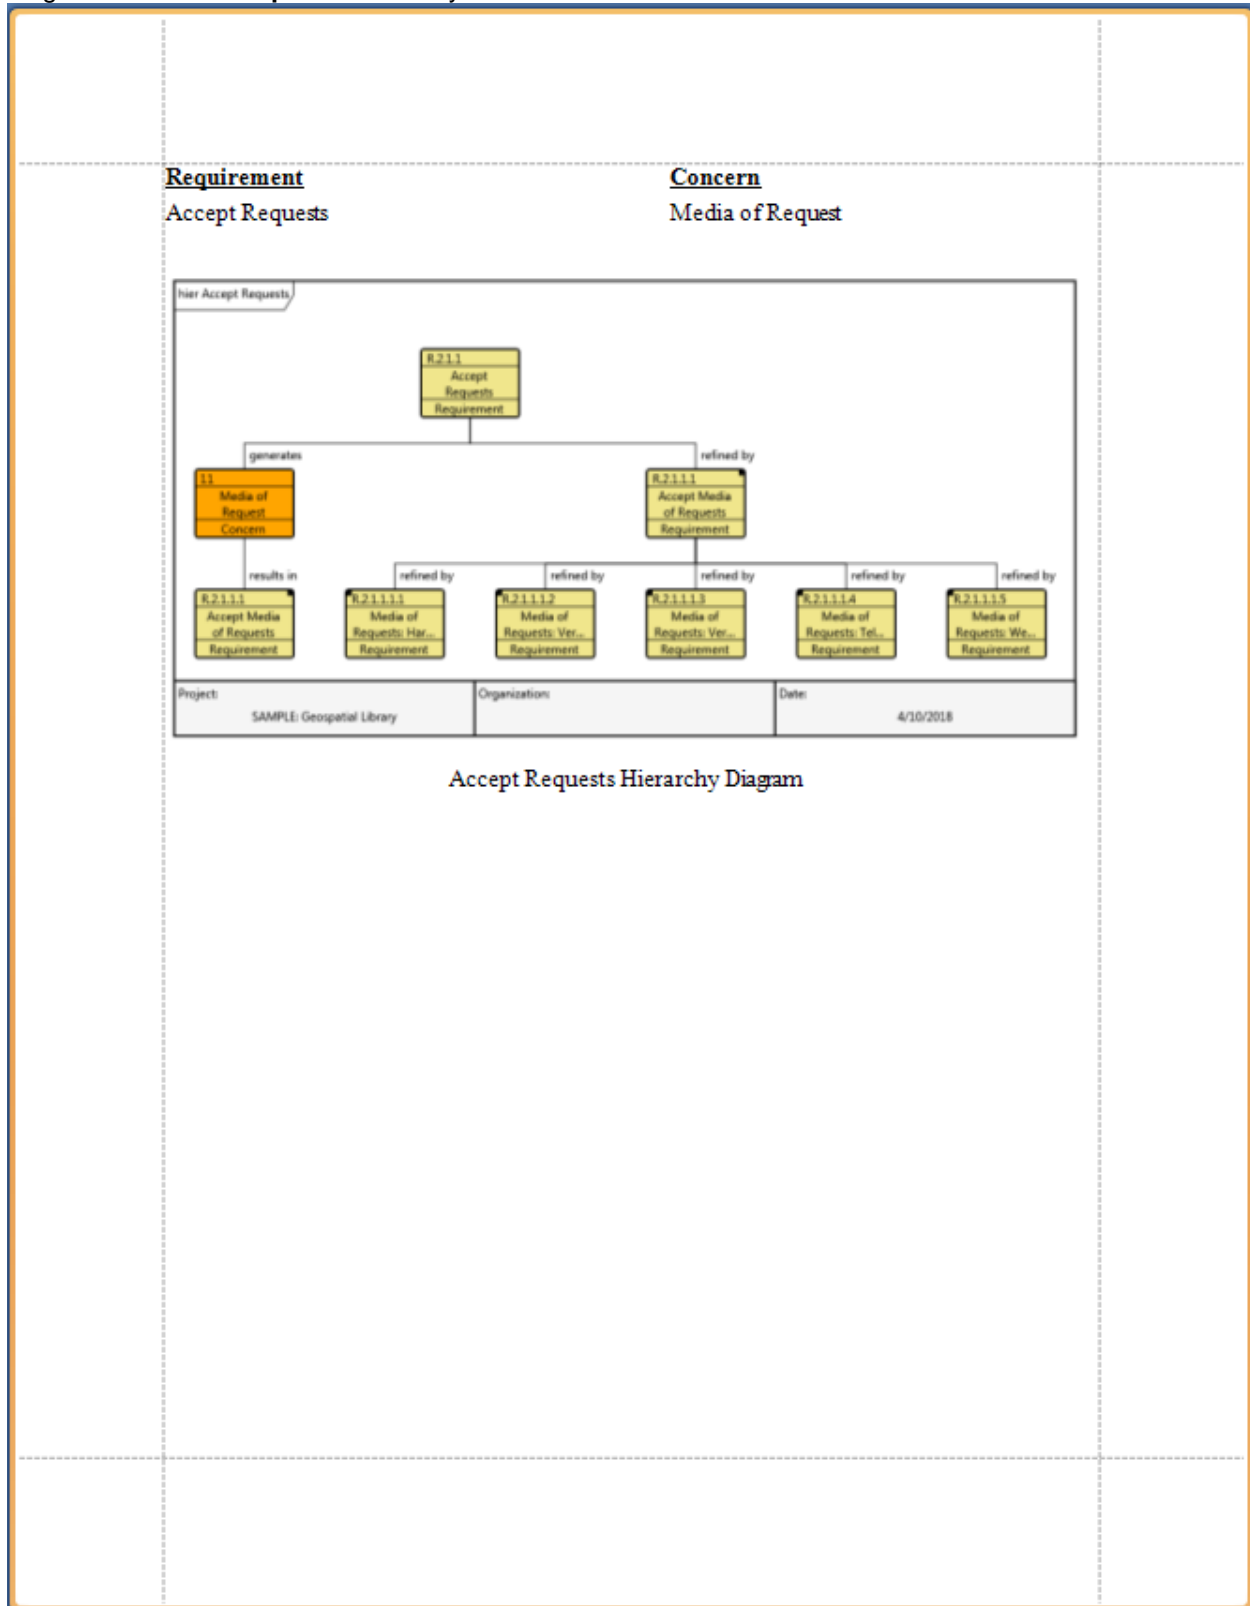 Requirement Concern
Accept Requests Media of Request
hier Accept Requests
R.2.1.1
Accept
Requests
Requirement
generates refined by
11
Media of
Request
Concern
R.2.1.1.1
Accept Media
of Requests
Requirement
results in refined by refined by refined by refined by refined by
R.2.1.1.1
Accept Media
of Requests
Requirement
R.2.1.1.1.1
Media of
Requests: Har...
Requirement
R.2.1.1.1.2
Media of
Requests: Ver...
Requirement
R.2.1.1.1.3
Media of
Requests: Ver...
Requirement
R.2.1.1.1.4
Media of
Requests: Tel...
Requirement
R.2.1.1.1.5
Media of
Requests: We...
Requirement
Project: Organization: Date:
SAMPLE: Geospatial Library 4/10/2018
Accept Requests Hierarchy Diagram